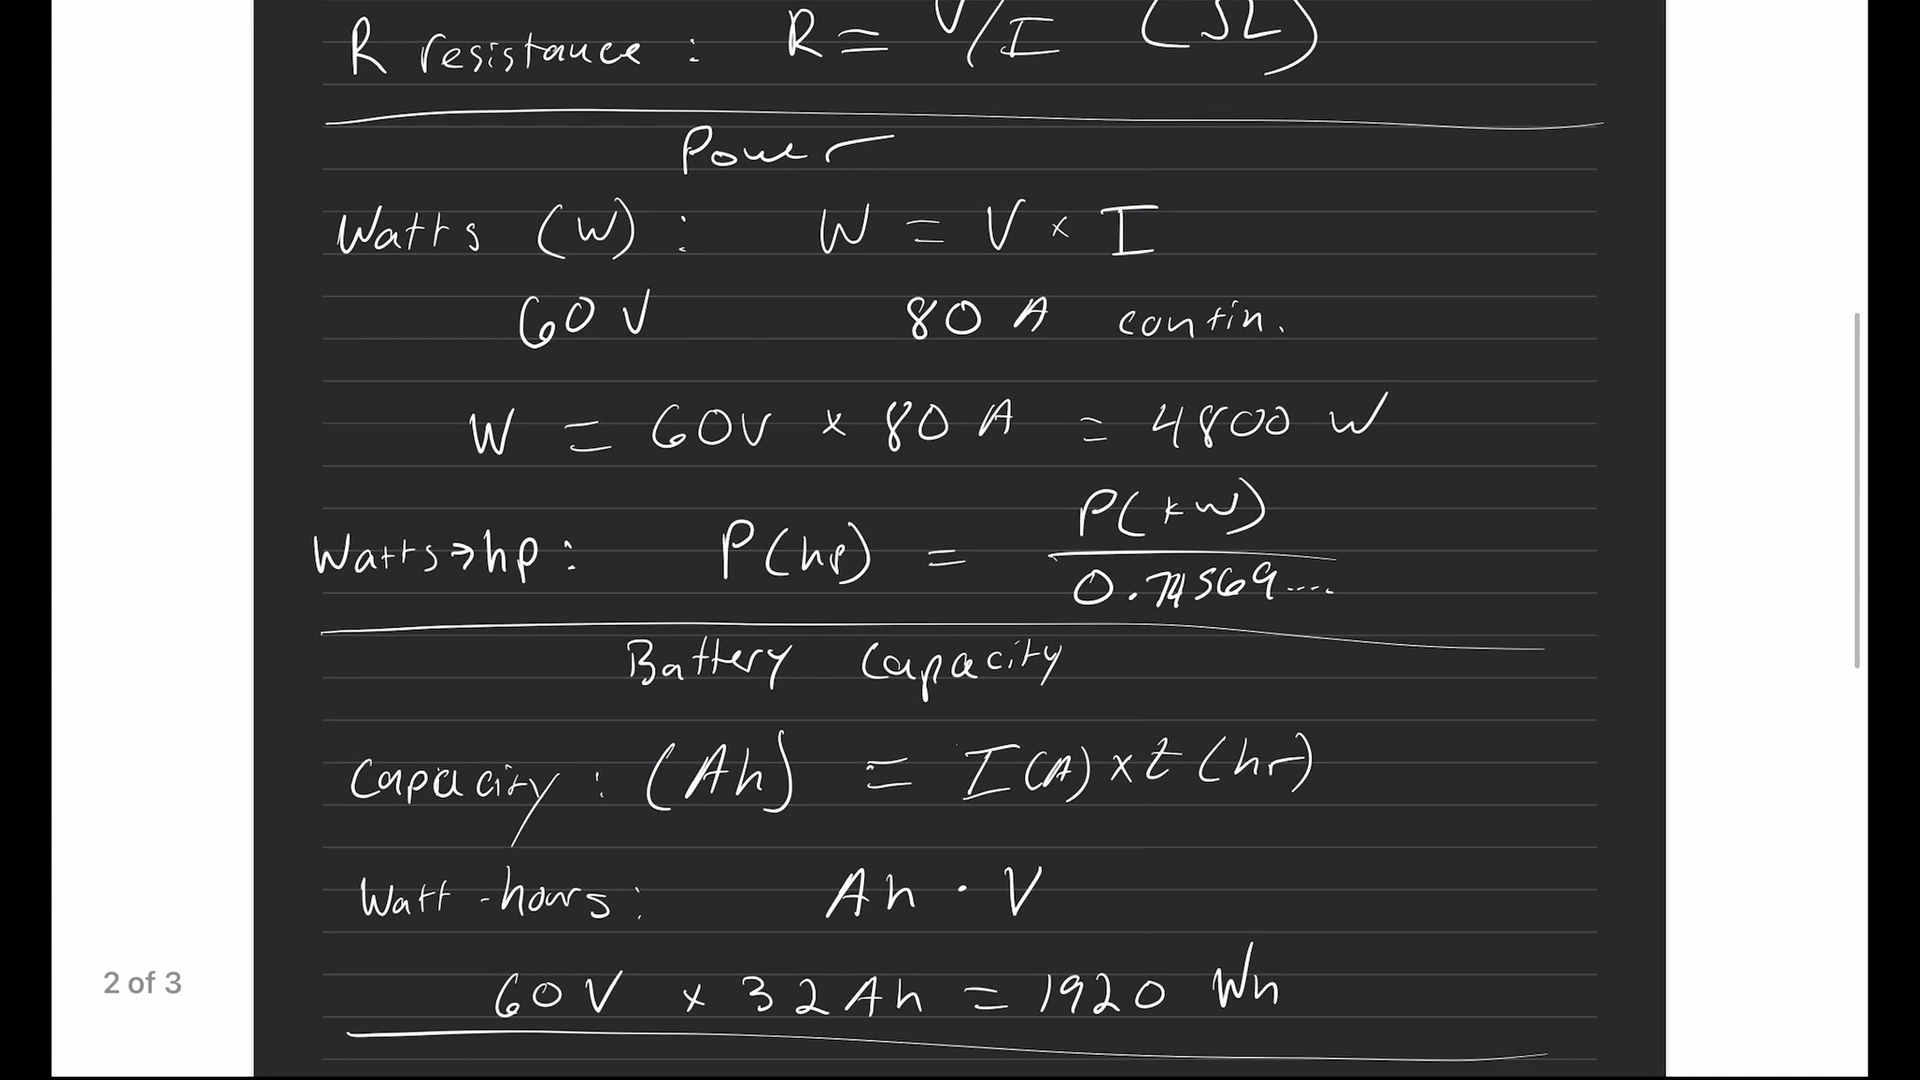 R resistance : R = V/I (Ω)
Power
Watts (W) : W = V × I
60 V 80 A contin.
W = 60V × 80 A = 4800 W
Watts→hp : P(hp) = P(kW) / 0.74569....
Battery Capacity
Capacity : (Ah) = I(A) × t (hr)
Watt-hours : Ah · V
60 V × 32 Ah = 1920 Wh
2 of 3